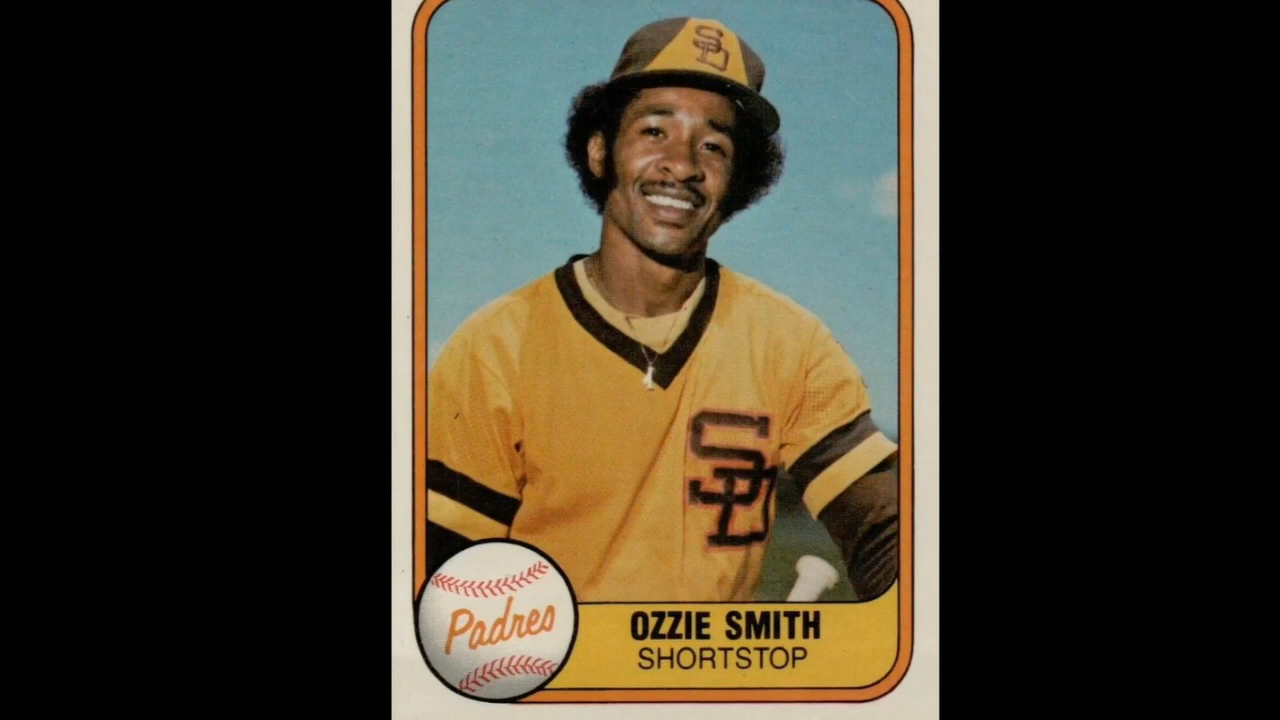 SD
SD
Padres
OZZIE SMITH
SHORTSTOP